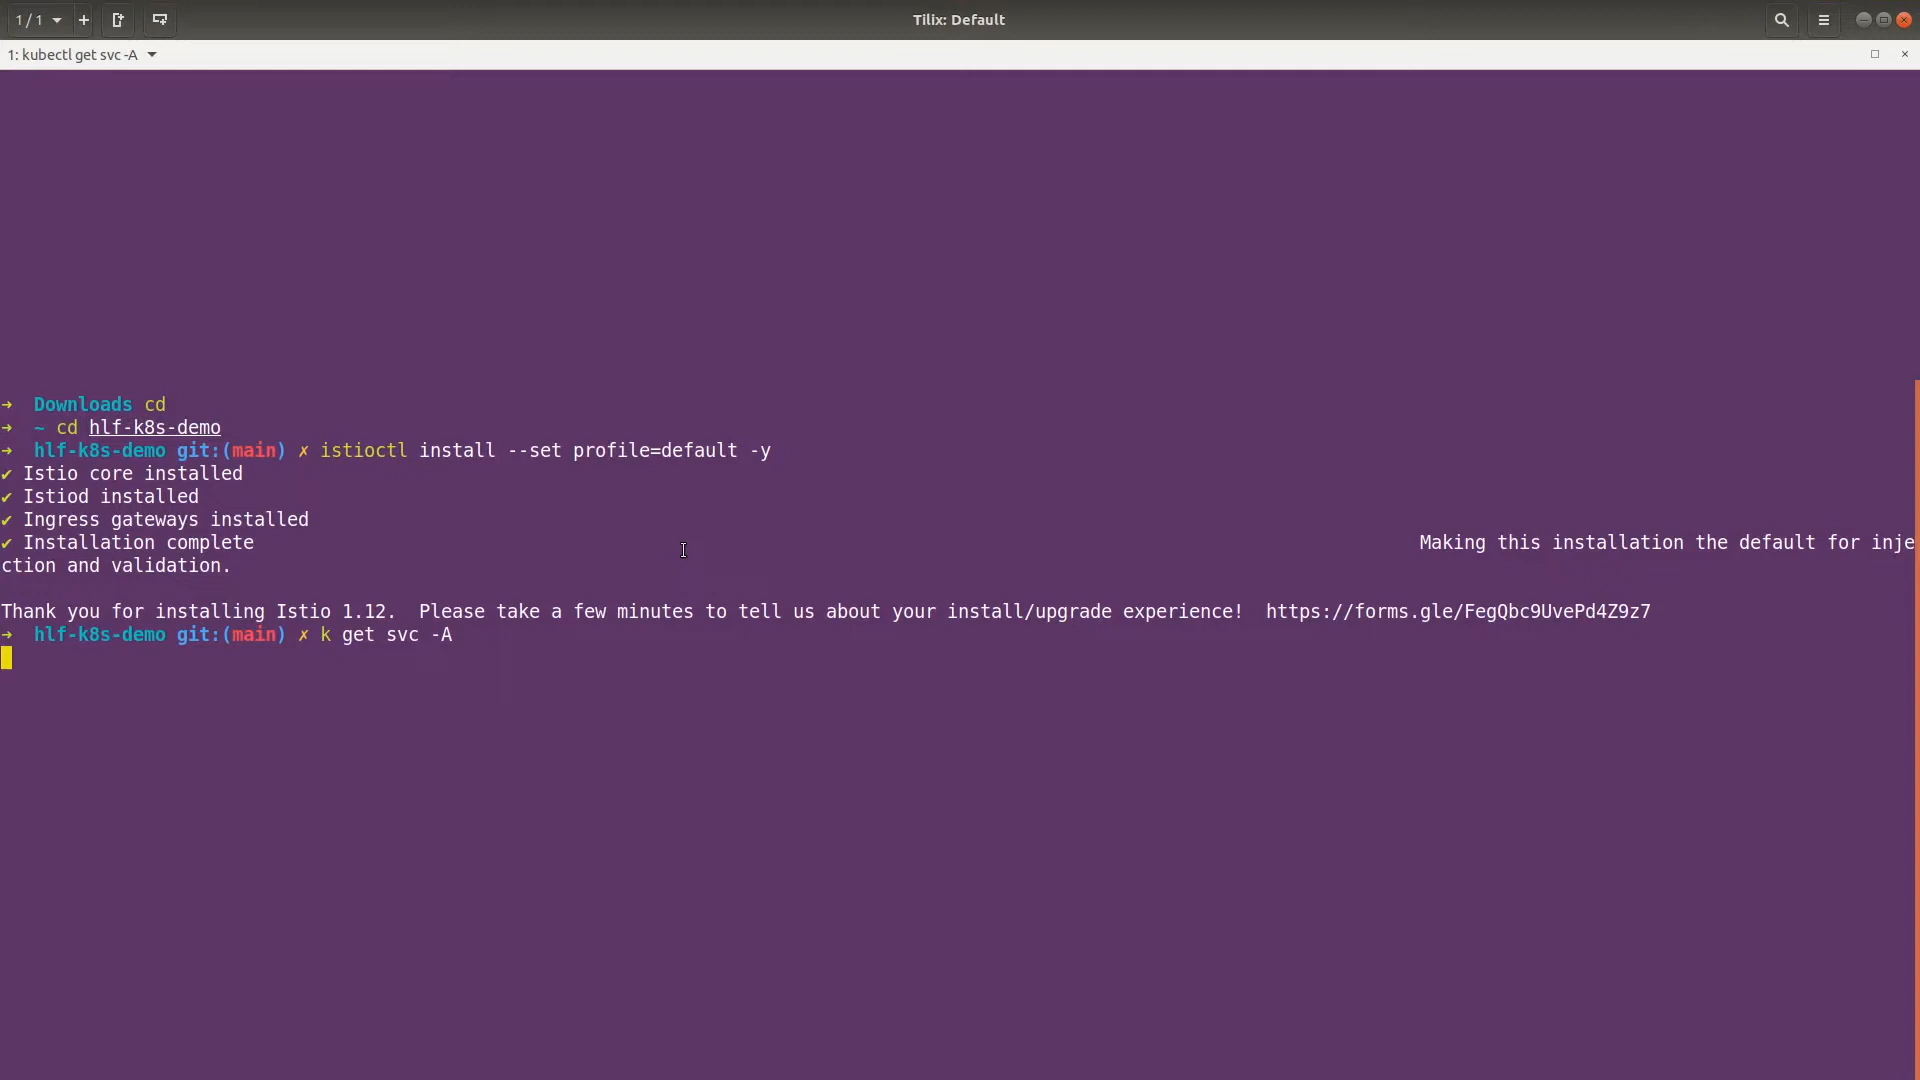 1 / 1
Tilix: Default
1: kubectl get svc -A
➜ Downloads cd
➜ ~ cd hlf-k8s-demo
➜ hlf-k8s-demo git:(main) ✗ istioctl install --set profile=default -y
✔ Istio core installed
✔ Istiod installed
✔ Ingress gateways installed
✔ Installation complete Making this installation the default for inje
ction and validation.
Thank you for installing Istio 1.12. Please take a few minutes to tell us about your install/upgrade experience! https://forms.gle/FegQbc9UvePd4Z9z7
➜ hlf-k8s-demo git:(main) ✗ k get svc -A